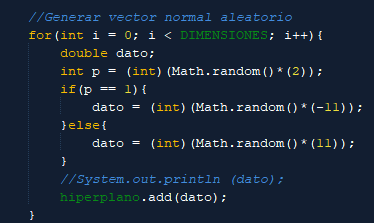 //Generar vector normal aleatorio
for(int i = 0; i < DIMENSIONES; i++){
double dato;
int p = (int)(Math.random()*(2));
if(p == 1){
dato = (int)(Math.random()*(-11));
}else{
dato = (int)(Math.random()*(11));
}
//System.out.println (dato);
hiperplano.add(dato);
}